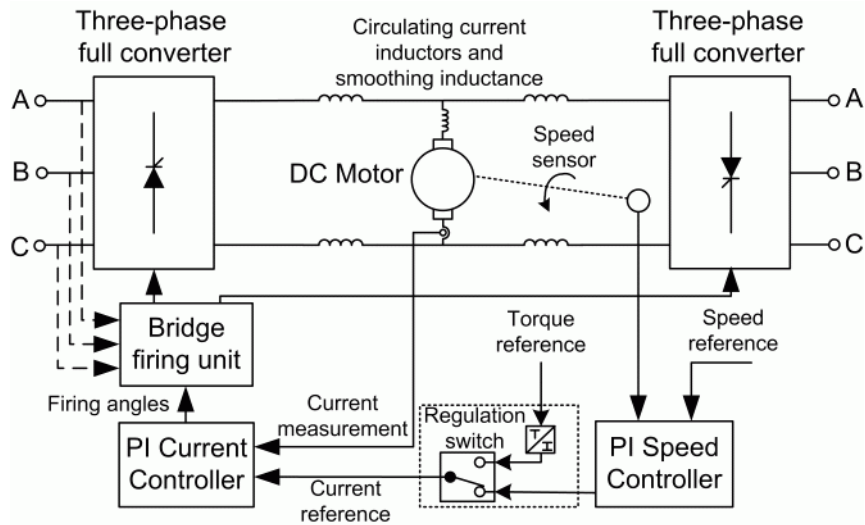 Three-phase
full converter
Circulating current
inductors and
smoothing inductance
Three-phase
full converter
A
A
B
DC Motor
Speed
sensor
B
C
C
Bridge
firing unit
Torque
reference
Speed
reference
Firing angles
Current
measurement
Regulation
switch
T
I
PI Current
Controller
PI Speed
Controller
Current
reference